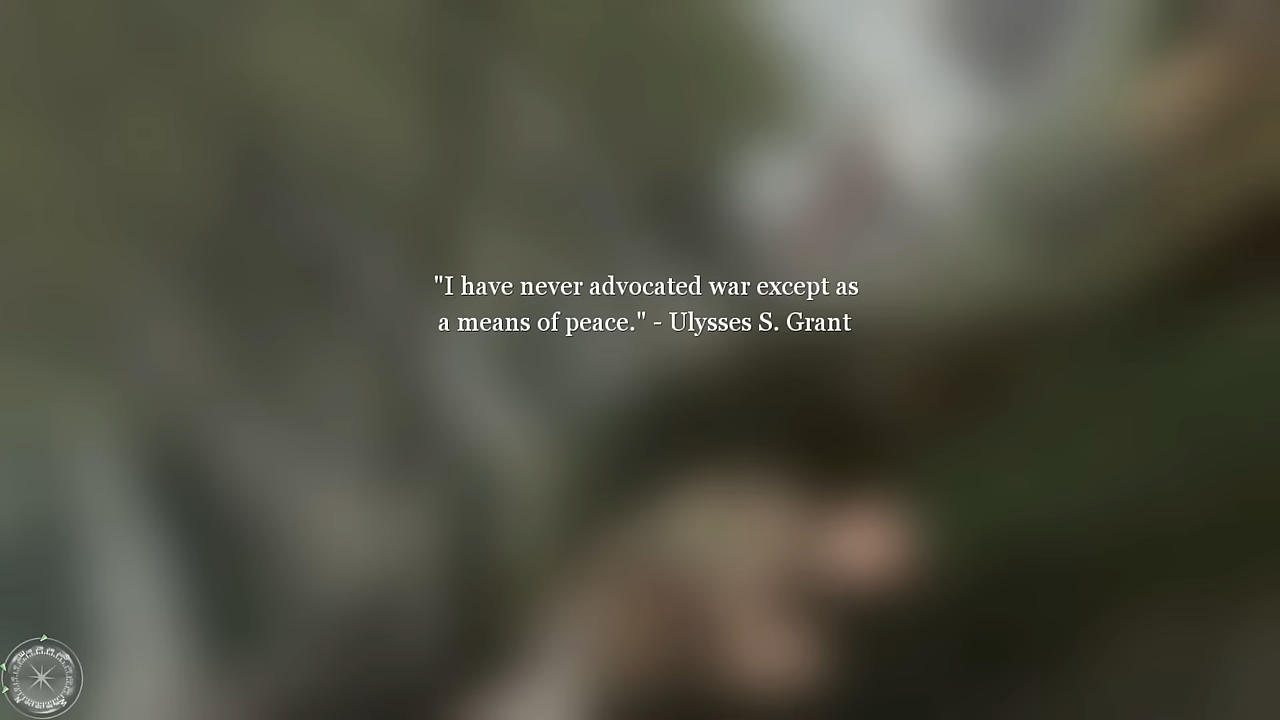 "I have never advocated war except as
a means of peace." - Ulysses S. Grant